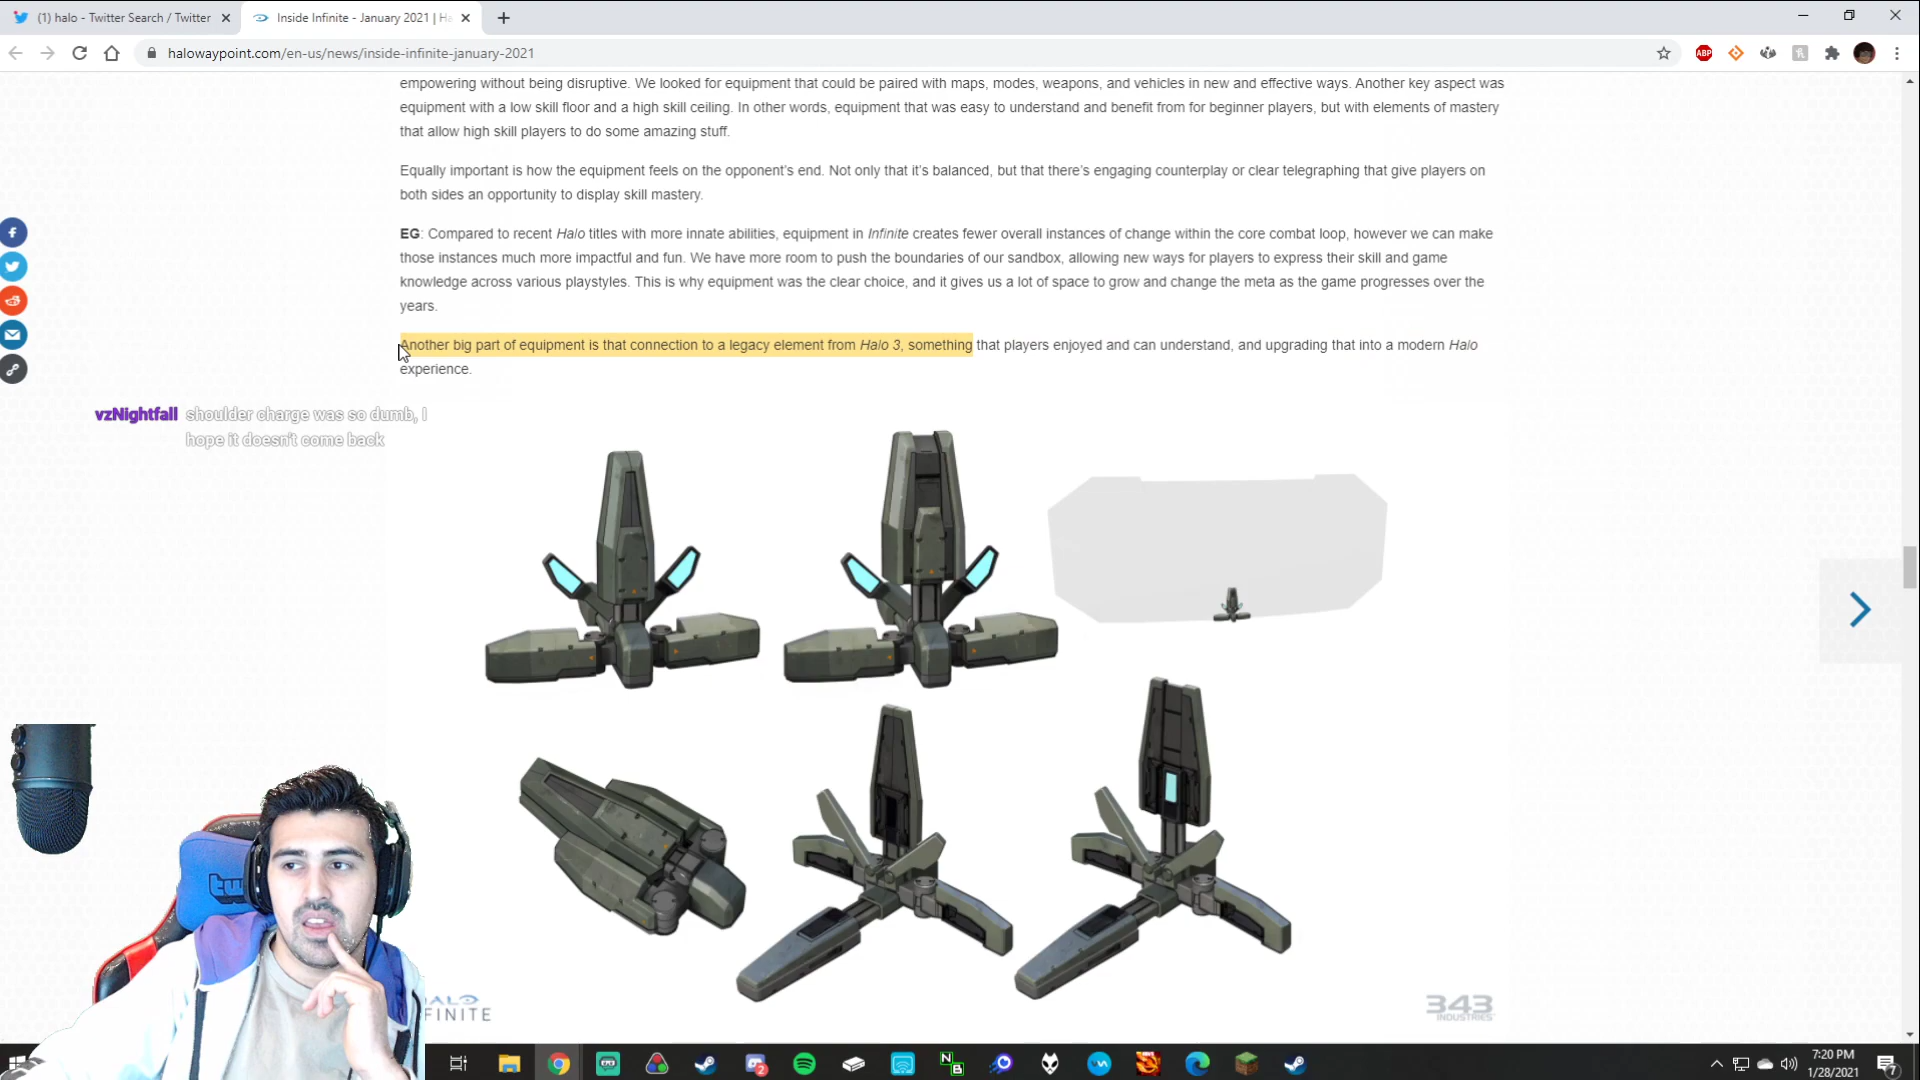 (1) halo - Twitter Search / Twitter
Inside Infinite - January 2021 | Ha
halowaypoint.com/en-us/news/inside-infinite-january-2021
ABP
empowering without being disruptive. We looked for equipment that could be paired with maps, modes, weapons, and vehicles in new and effective ways. Another key aspect was
equipment with a low skill floor and a high skill ceiling. In other words, equipment that was easy to understand and benefit from for beginner players, but with elements of mastery
that allow high skill players to do some amazing stuff.
Equally important is how the equipment feels on the opponent's end. Not only that it's balanced, but that there's engaging counterplay or clear telegraphing that give players on
both sides an opportunity to display skill mastery.
EG: Compared to recent Halo titles with more innate abilities, equipment in Infinite creates fewer overall instances of change within the core combat loop, however we can make
those instances much more impactful and fun. We have more room to push the boundaries of our sandbox, allowing new ways for players to express their skill and game
knowledge across various playstyles. This is why equipment was the clear choice, and it gives us a lot of space to grow and change the meta as the game progresses over the
years.
Another big part of equipment is that connection to a legacy element from Halo 3, something that players enjoyed and can understand, and upgrading that into a modern Halo
experience.
vzNightfall shoulder charge was so dumb, I
hope it doesn't come back
tw
ALO
FINITE
343
INDUSTRIES
2
N
B
7:20 PM
1/28/2021
7